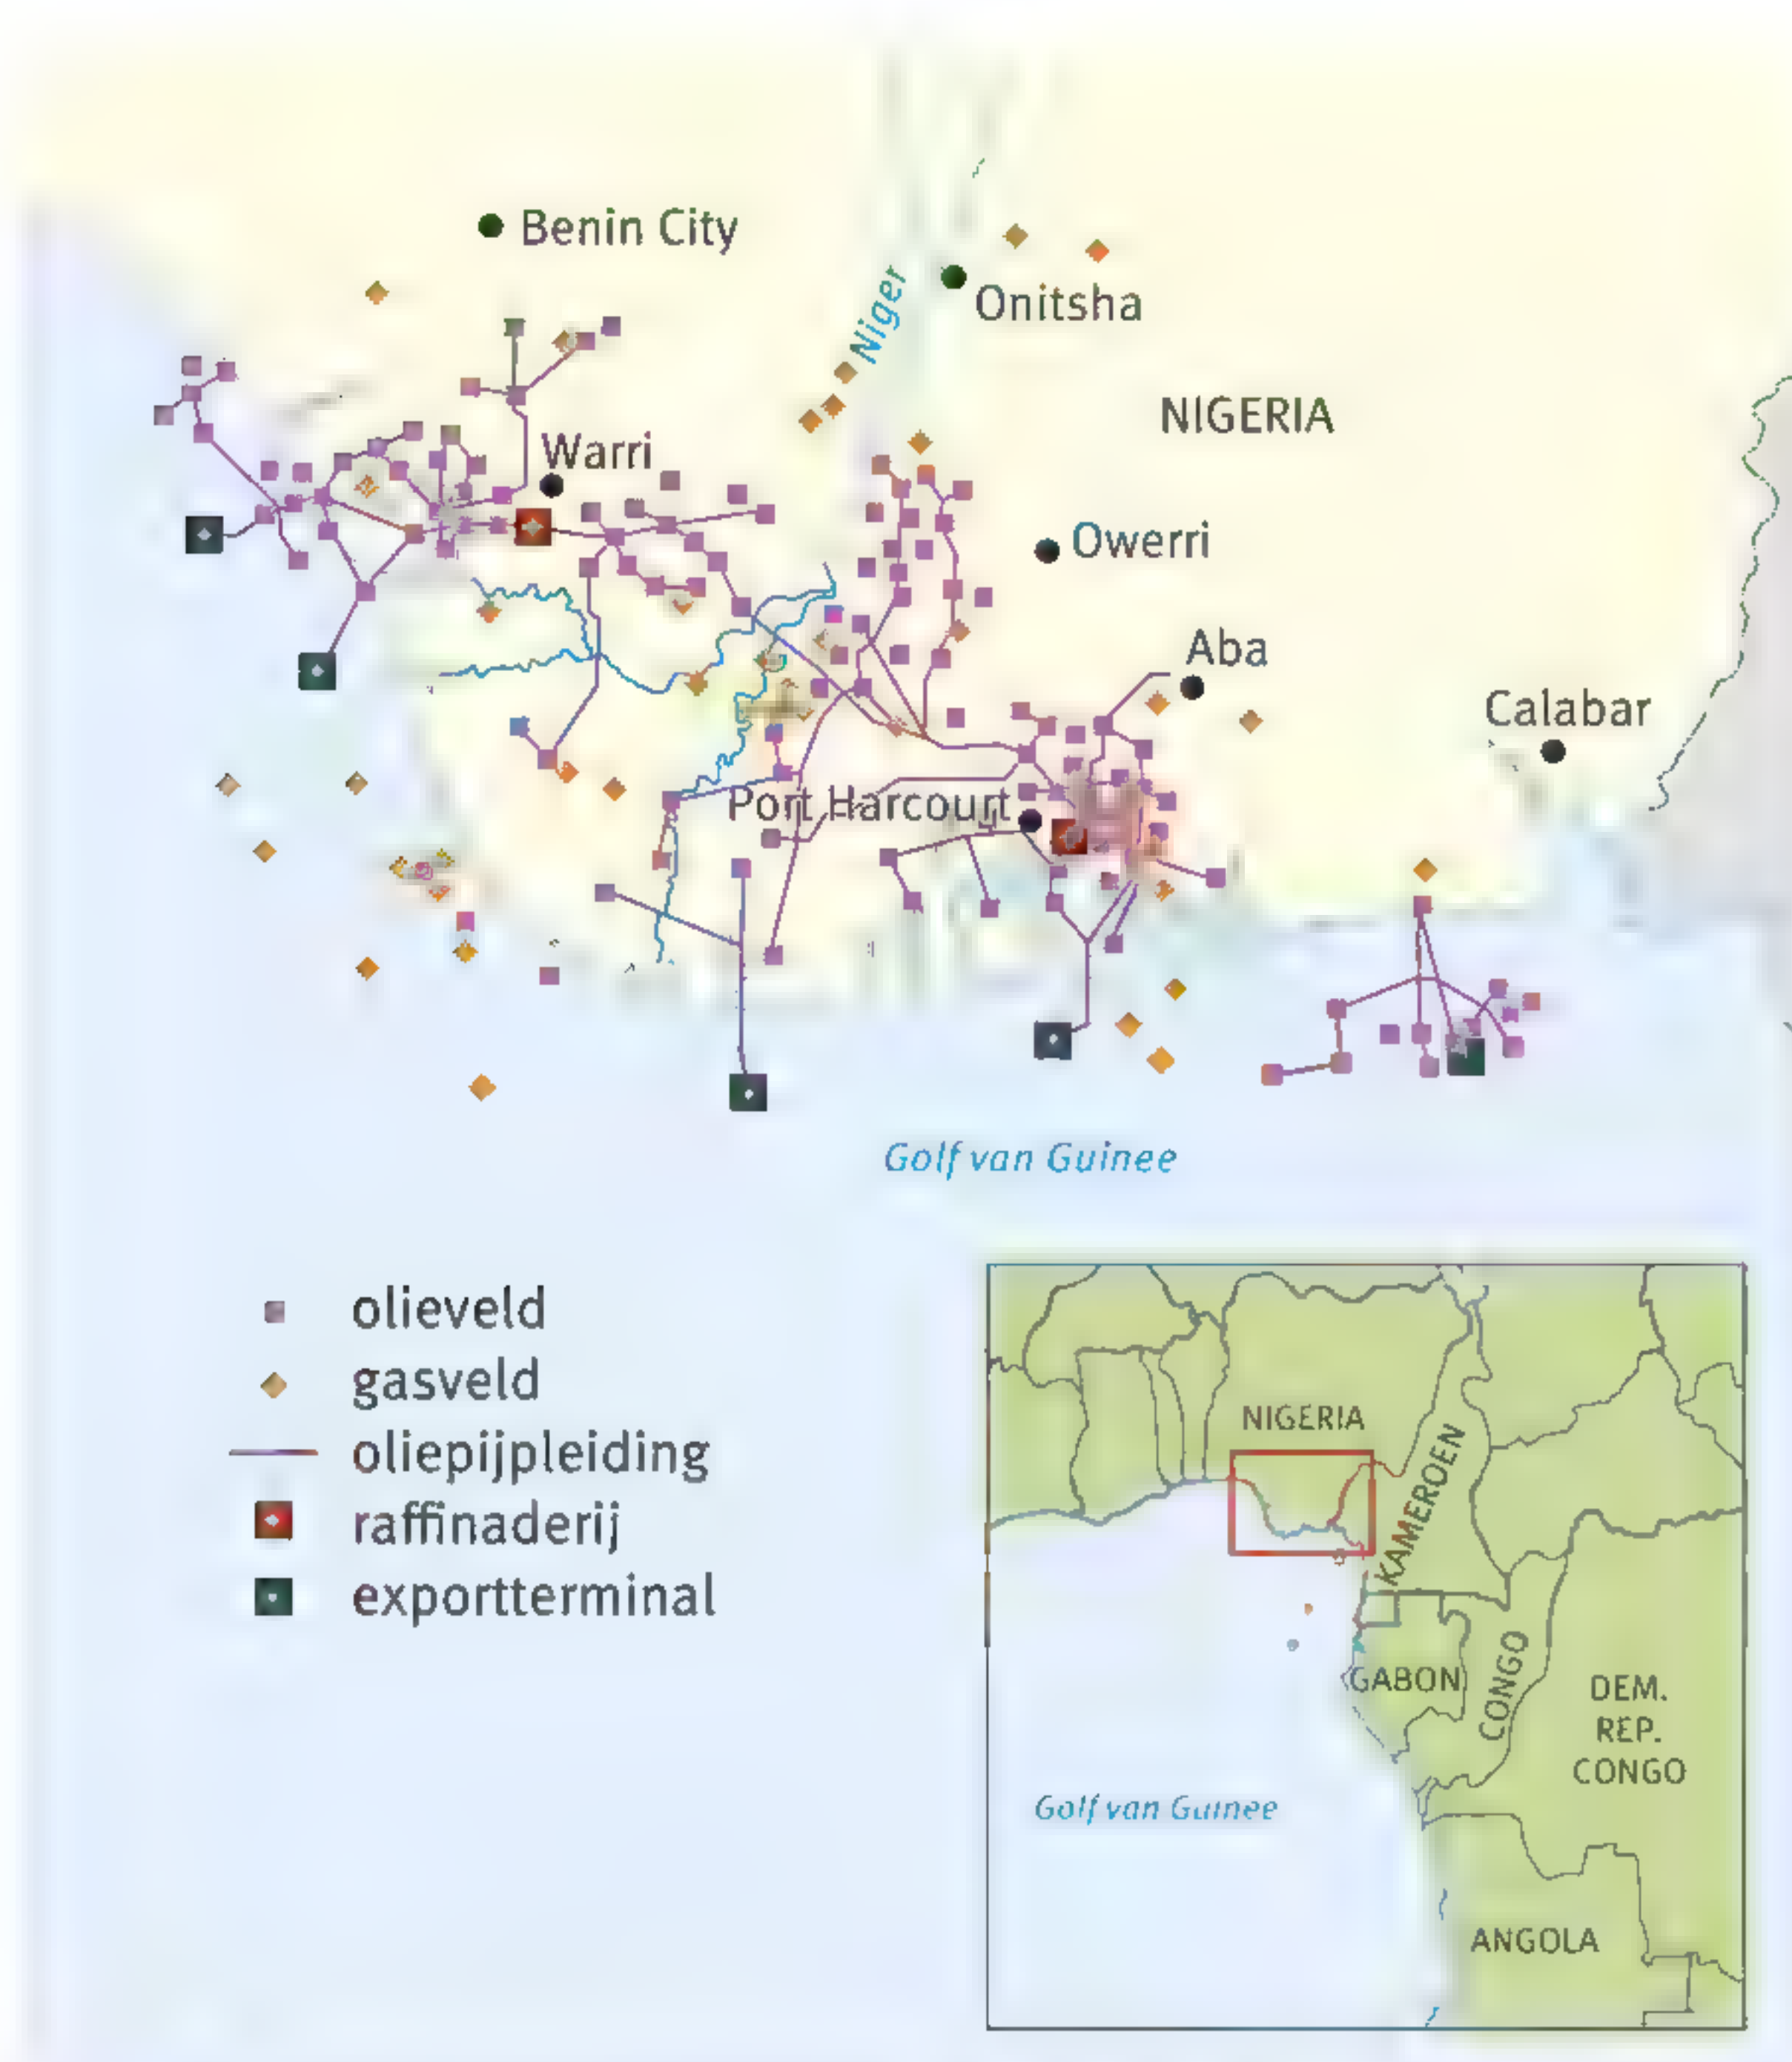 Benin City
Niger
Onitsha
NIGERIA
Warri
Owerri
Aba
Calabar
Port Harcourt
Golf van Guinee
olieveld
gasveld
oliepijpleiding
raffinaderij
exportterminal
NIGERIA
KAMEROEN
GABON
CONGO
DEM.
REP.
CONGO
Golf van Guinee
ANGOLA